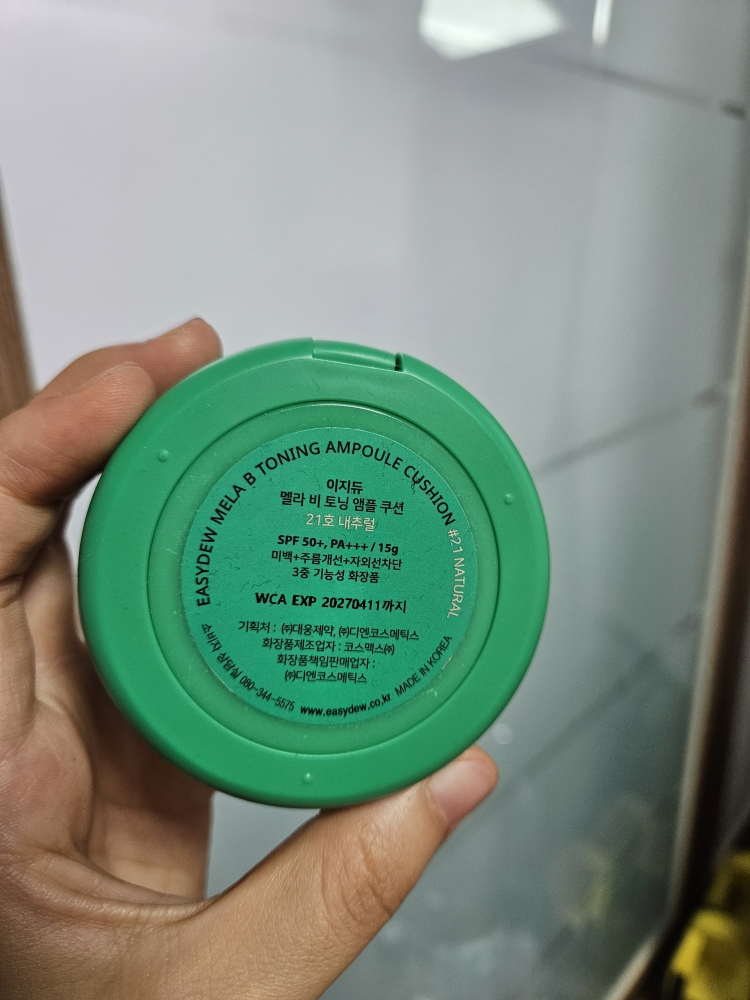 EASYDEW MELA B TONING AMPOULE CUSHION #21 NATURAL
이지듀
멜라 비 토닝 앰플 쿠션
21호 내추럴
SPF 50+, PA+++ / 15g
미백+주름개선+자외선차단
3중 기능성 화장품
WCA EXP 20270411까지
기획처 : ㈜대웅제약, ㈜디엔코스메틱스
화장품제조업자 : 코스맥스㈜
화장품책임판매업자 :
㈜디엔코스메틱스
소비자 상담실 080-344-5575 www.easydew.co.kr MADE IN KOREA